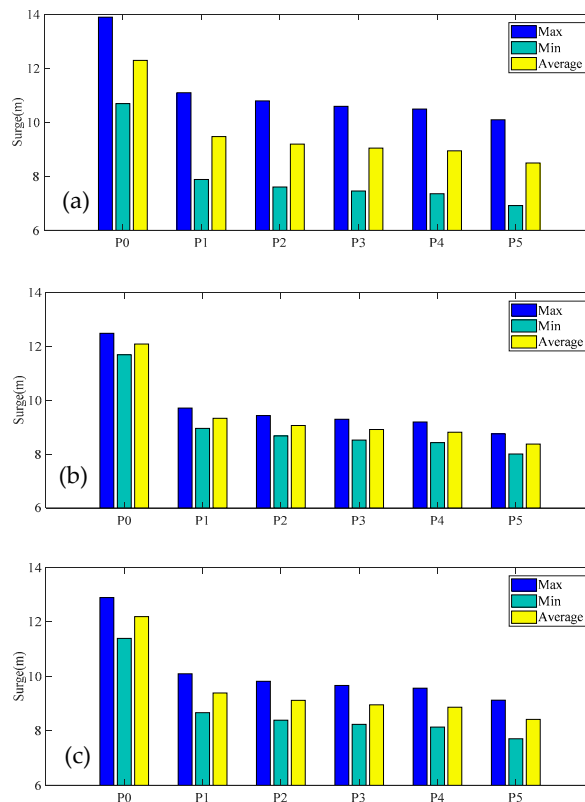 14
12
10
8
6
Surge(m)
Max
Min
Average
(a)
P0 P1 P2 P3 P4 P5
14
12
10
8
6
Surge(m)
Max
Min
Average
(b)
P0 P1 P2 P3 P4 P5
14
12
10
8
6
Surge(m)
Max
Min
Average
(c)
P0 P1 P2 P3 P4 P5